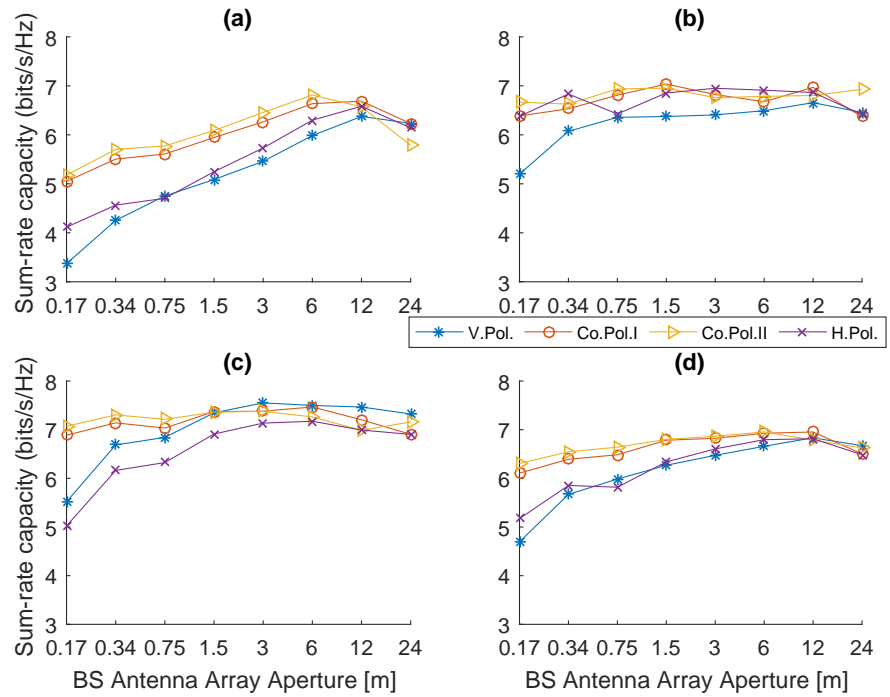 (a)
(b)
Sum-rate capacity (bits/s/Hz)
8
7
6
5
4
3
0.17 0.34 0.75 1.5 3 6 12 24
8
7
6
5
4
3
0.17 0.34 0.75 1.5 3 6 12 24
V.Pol. Co.Pol.I Co.Pol.II H.Pol.
(c)
(d)
Sum-rate capacity (bits/s/Hz)
8
7
6
5
4
3
0.17 0.34 0.75 1.5 3 6 12 24
BS Antenna Array Aperture [m]
8
7
6
5
4
3
0.17 0.34 0.75 1.5 3 6 12 24
BS Antenna Array Aperture [m]